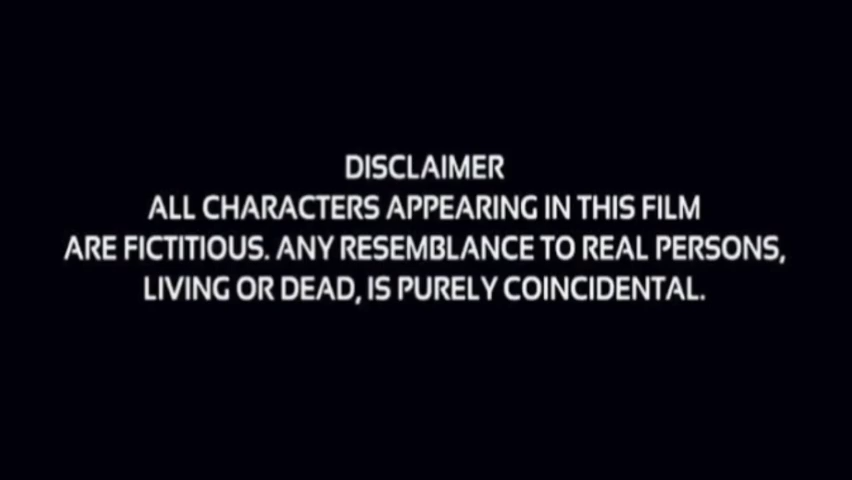 DISCLAIMER
ALL CHARACTERS APPEARING IN THIS FILM
ARE FICTITIOUS. ANY RESEMBLANCE TO REAL PERSONS,
LIVING OR DEAD, IS PURELY COINCIDENTAL.